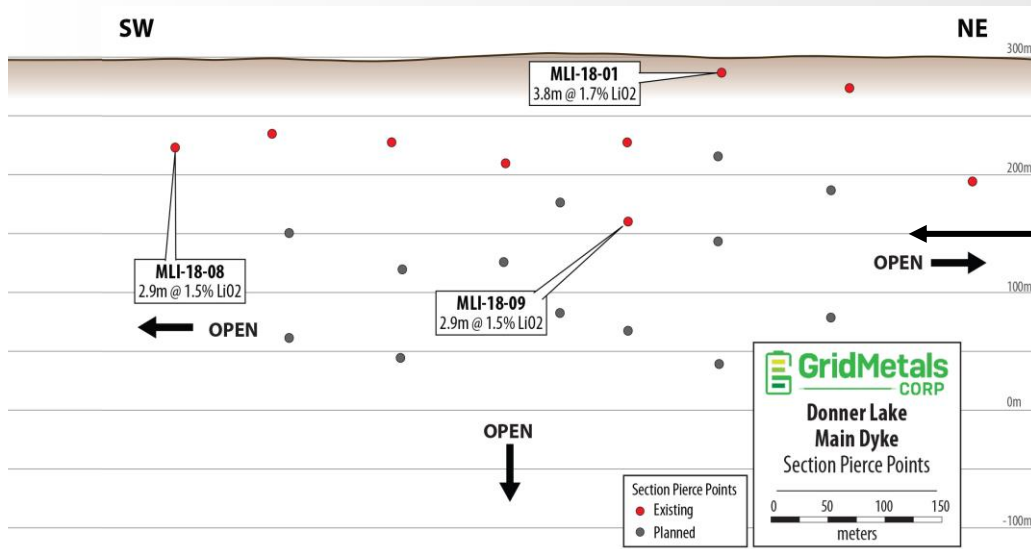 SW
NE
300m
MLI-18-01
3.8m @ 1.7% LiO2
200m
MLI-18-08
2.9m @ 1.5% LiO2
MLI-18-09
2.9m @ 1.5% LiO2
OPEN
100m
OPEN
GridMetals
CORP
Donner Lake
Main Dyke
Section Pierce Points
0m
OPEN
Section Pierce Points
Existing
Planned
0 50 100 150
meters
-100m